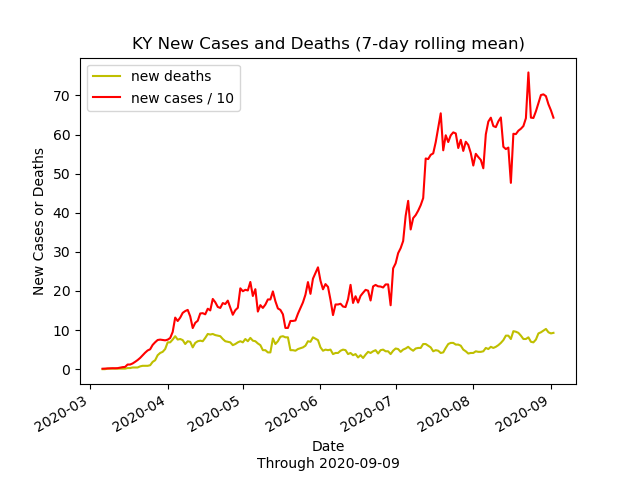 KY New Cases and Deaths (7-day rolling mean)
new deaths
new cases / 10
New Cases or Deaths
70
60
50
40
30
20
10
0
2020-03
2020-04
2020-05
2020-06
2020-07
2020-08
2020-09
Date
Through 2020-09-09